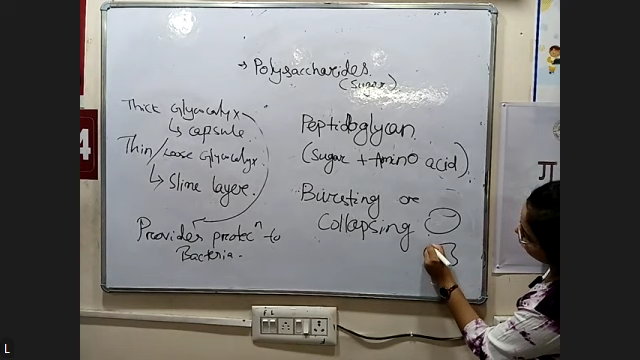 → Polysaccharides.
(Sugar)
Thick Glycocalyx
↳ capsule
Thin/Loose Glycocalyx.
↳ Slime layer.
Provides protecⁿ to
Bacteria.
Peptidoglycan
(Sugar + Amino acid)
Bursting or
Collapsing
4
π
L